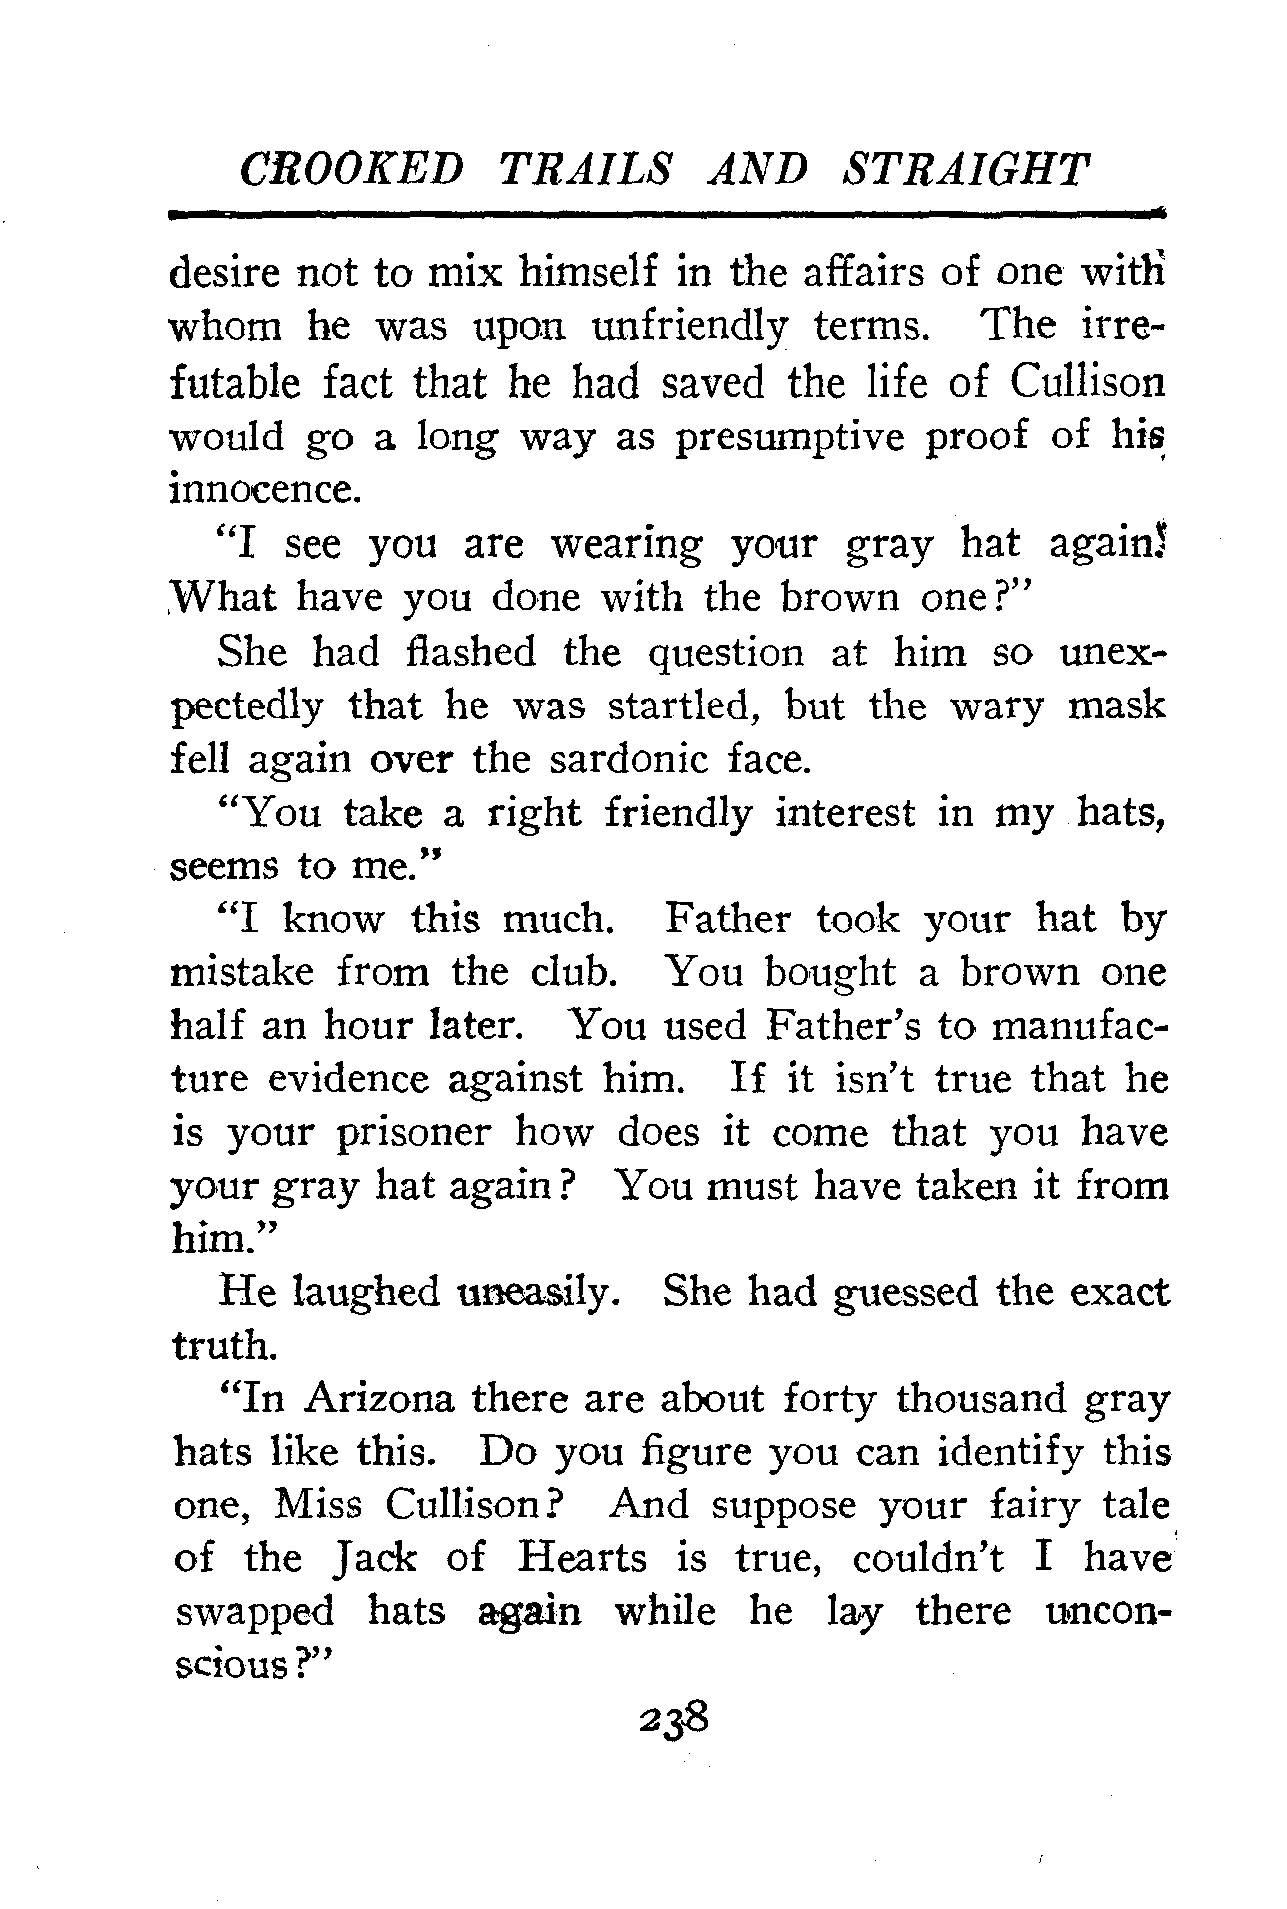 CROOKED TRAILS AND STRAIGHT
desire not to mix himself in the affairs of one with
whom he was upon unfriendly terms. The irre-
futable fact that he had saved the life of Cullison
would go a long way as presumptive proof of his
innocence.
"I see you are wearing your gray hat again!
What have you done with the brown one?"
She had flashed the question at him so unex-
pectedly that he was startled, but the wary mask
fell again over the sardonic face.
"You take a right friendly interest in my hats,
seems to me."
"I know this much. Father took your hat by
mistake from the club. You bought a brown one
half an hour later. You used Father's to manufac-
ture evidence against him. If it isn't true that he
is your prisoner how does it come that you have
your gray hat again? You must have taken it from
him."
He laughed uneasily. She had guessed the exact
truth.
"In Arizona there are about forty thousand gray
hats like this. Do you figure you can identify this
one, Miss Cullison? And suppose your fairy tale
of the Jack of Hearts is true, couldn't I have
swapped hats again while he lay there uncon-
scious?"
238